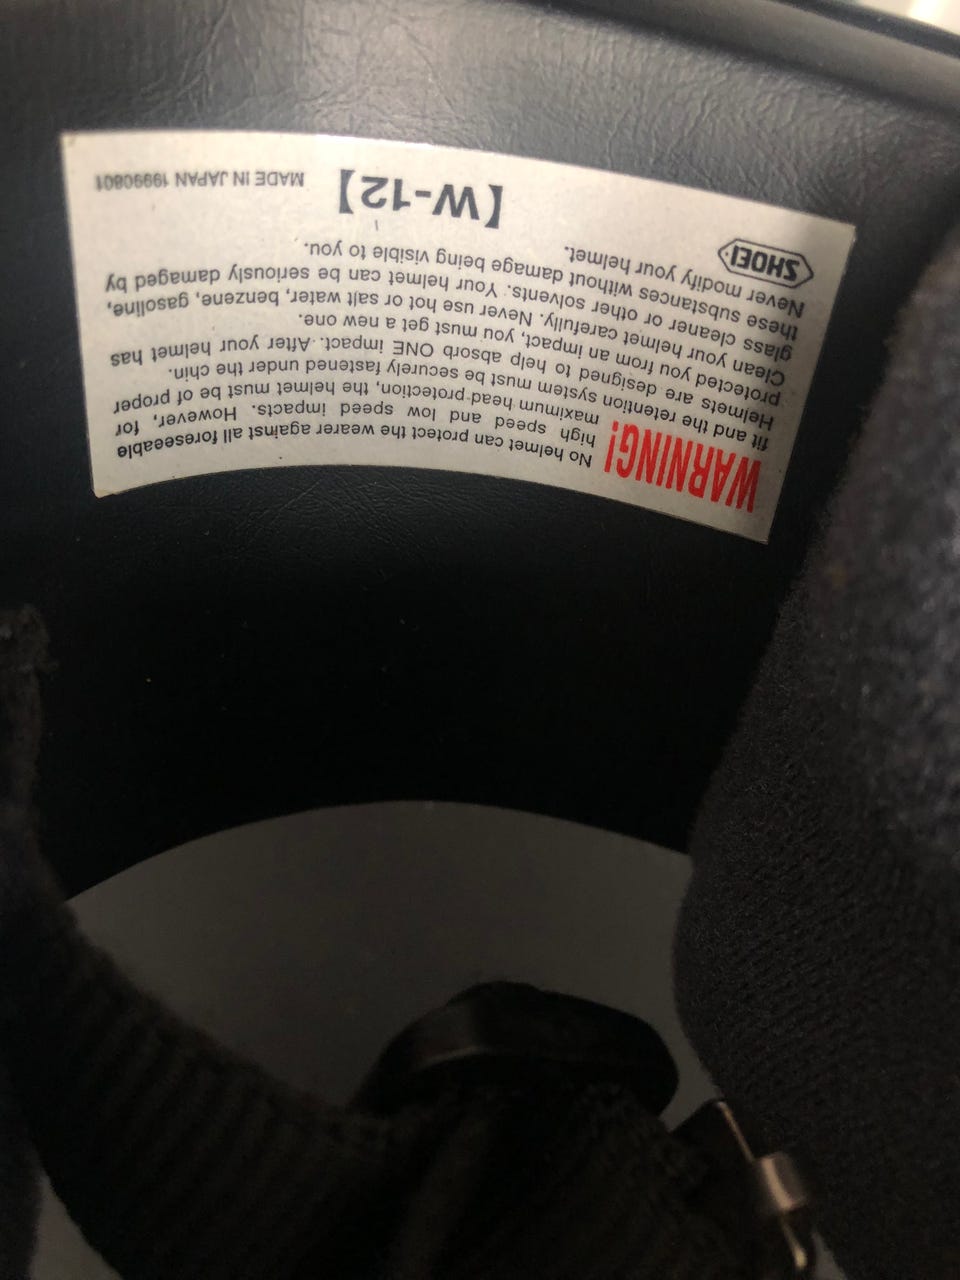 WARNING!
No helmet can protect the wearer against all foreseeable
high speed and low speed impacts. However, for
maximum head protection, the helmet must be of proper
fit and the retention system must be securely fastened under the chin.
Helmets are designed to help absorb ONE impact. After your helmet has
protected you from an impact, you must get a new one.
Clean your helmet carefully. Never use hot or salt water, benzene, gasoline,
glass cleaner or other solvents. Your helmet can be seriously damaged by
these substances without damage being visible to you.
Never modify your helmet.
SHOEI
【W-12】
MADE IN JAPAN 19990801